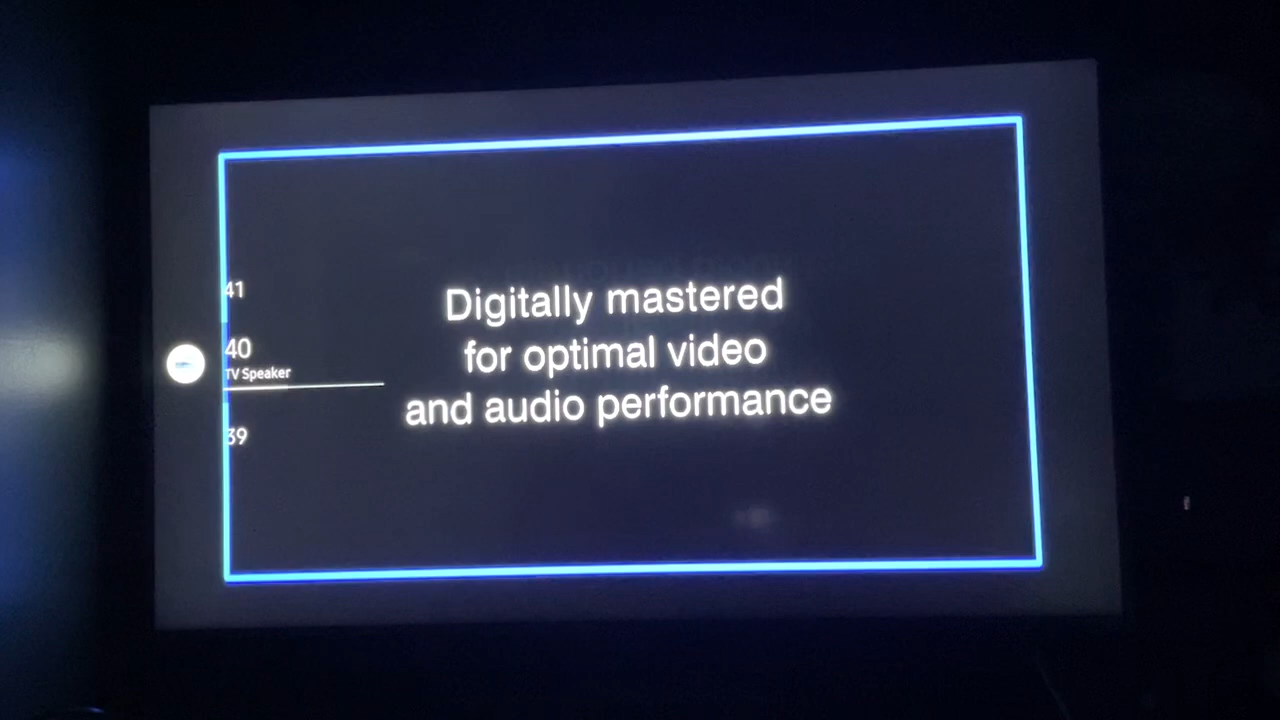 41
40
TV Speaker
39
Digitally mastered
for optimal video
and audio performance